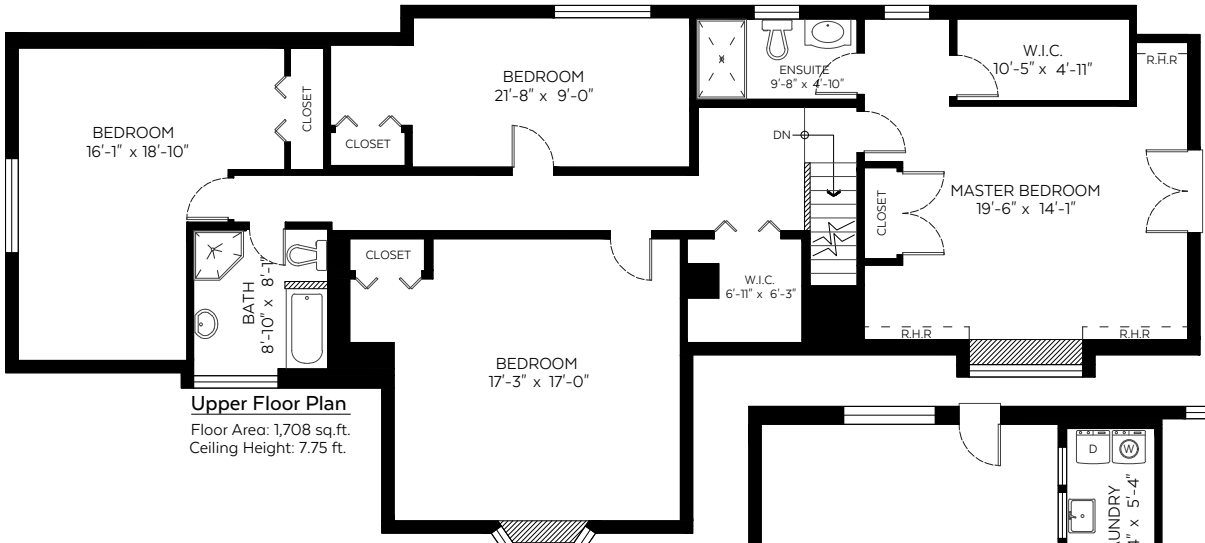 BEDROOM
16'-1" x 18'-10"
CLOSET
BEDROOM
21'-8" x 9'-0"
CLOSET
ENSUITE
9'-8" x 4'-10"
W.I.C.
10'-5" x 4'-11"
R.H.R
DN
MASTER BEDROOM
19'-6" x 14'-1"
CLOSET
R.H.R
R.H.R
BATH
8'-10" x 8'-1"
CLOSET
BEDROOM
17'-3" x 17'-0"
W.I.C.
6'-11" x 6'-3"
Upper Floor Plan
Floor Area: 1,708 sq.ft.
Ceiling Height: 7.75 ft.
D
W
AUNDRY
" x 5'-4"